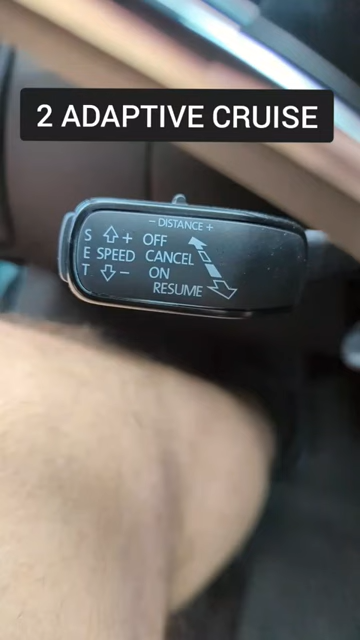 2 ADAPTIVE CRUISE
− DISTANCE +
S + OFF
E SPEED CANCEL
T − ON
RESUME